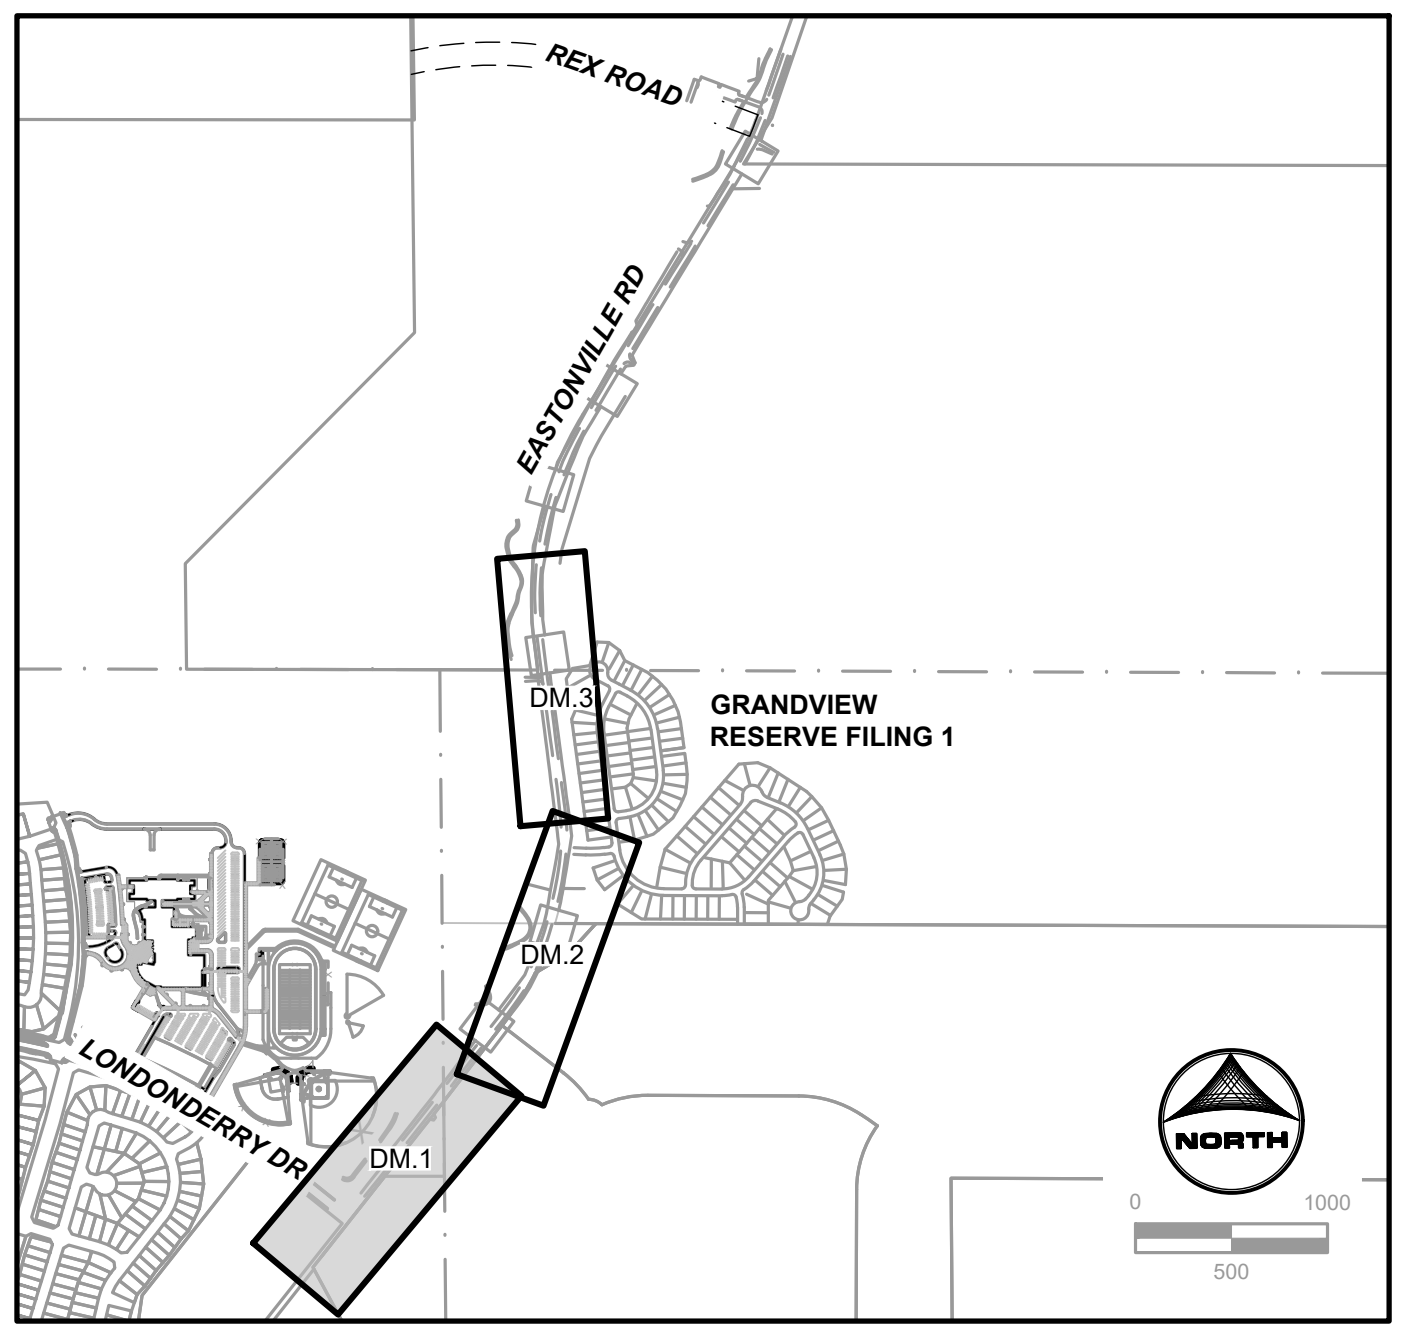 REX ROAD
EASTONVILLE RD
DM.3
GRANDVIEW
RESERVE FILING 1
DM.2
LONDONDERRY DR
DM.1
NORTH
0 1000
500